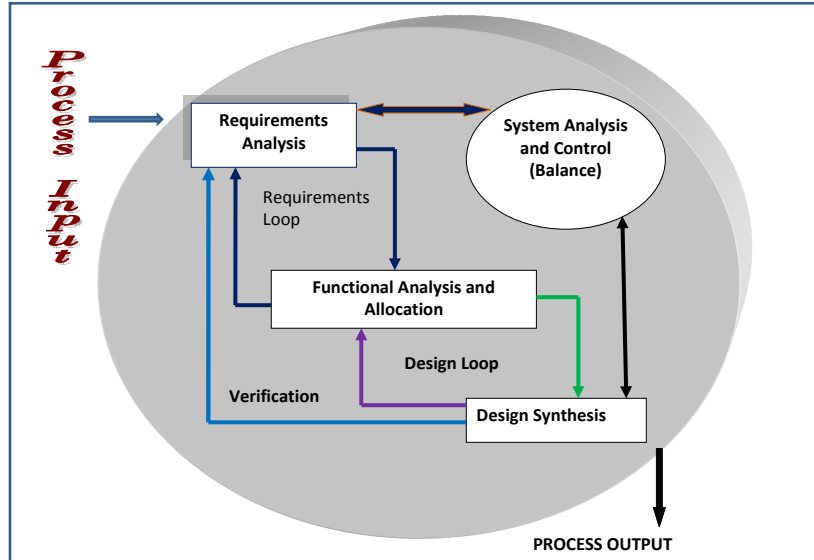 Process Input
Requirements
Analysis
System Analysis
and Control
(Balance)
Requirements
Loop
Functional Analysis and
Allocation
Design Loop
Verification
Design Synthesis
PROCESS OUTPUT